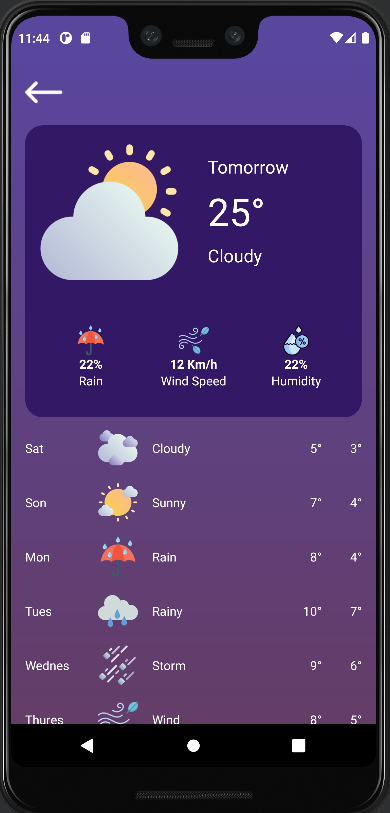 11:44
Tomorrow
25°
Cloudy
22% 12 Km/h 22%
Rain Wind Speed Humidity
Sat Cloudy 5° 3°
Son Sunny 7° 4°
Mon Rain 8° 4°
Tues Rainy 10° 7°
Wednes Storm 9° 6°
Thures Wind 8° 5°